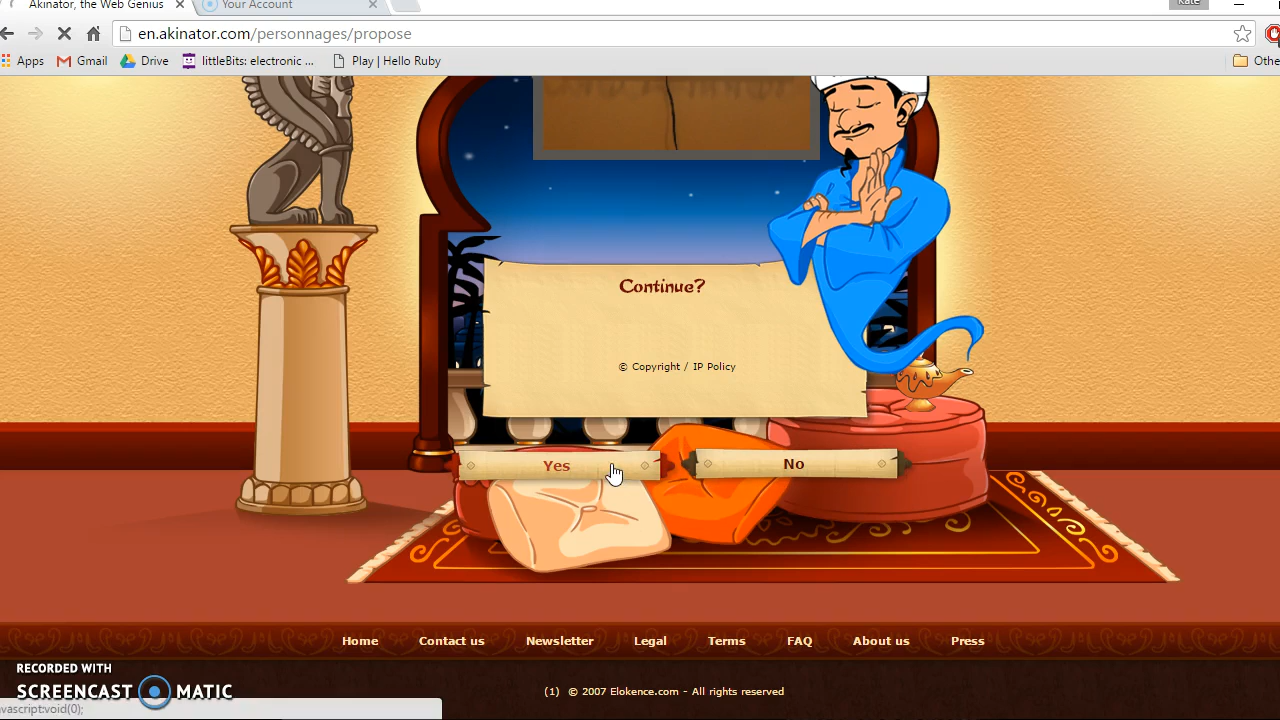 Akinator, the Web Genius
Your Account
Kate
en.akinator.com/personnages/propose
Apps Gmail Drive littleBits: electronic ... Play | Hello Ruby Othe
Continue?
© Copyright / IP Policy
Yes No
Home Contact us Newsletter Legal Terms FAQ About us Press
RECORDED WITH
SCREENCAST MATIC
(1) © 2007 Elokence.com - All rights reserved
avascript:void(0);